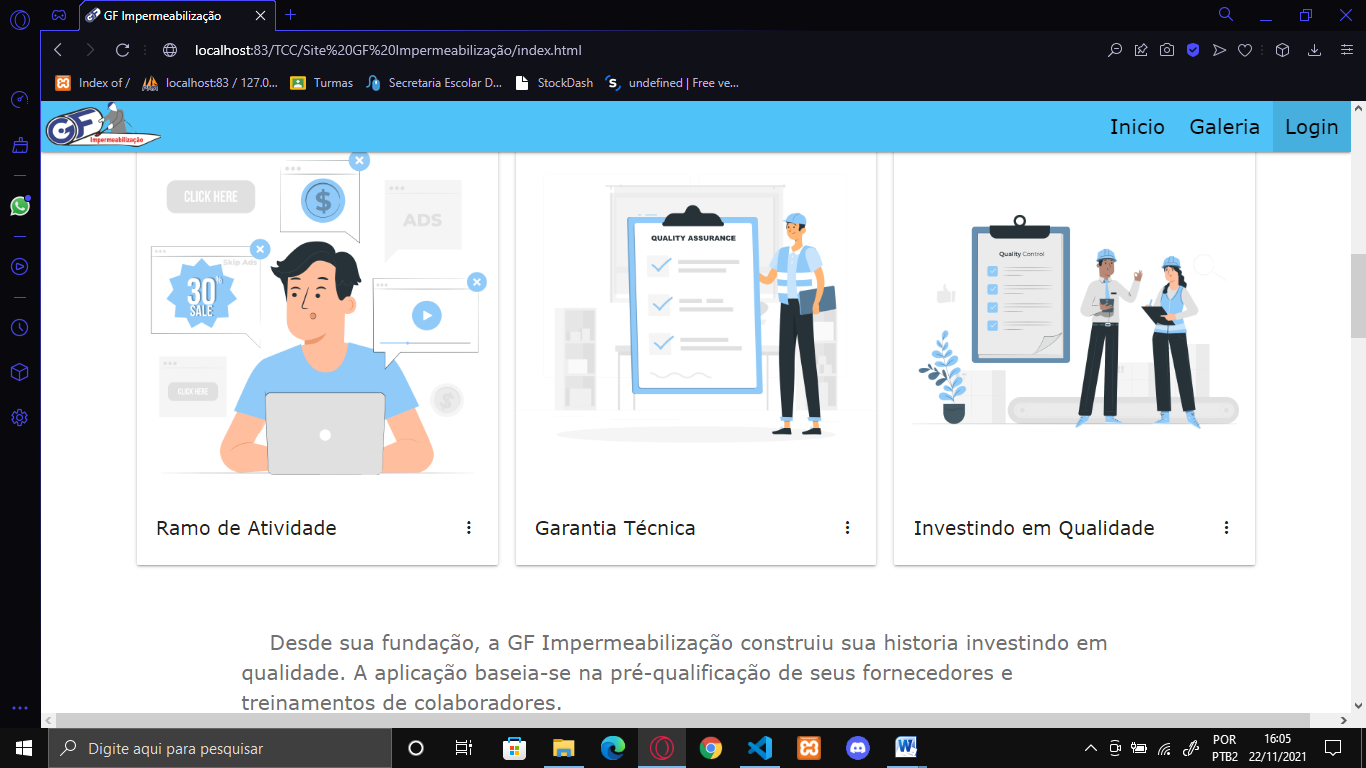 GF Impermeabilização
localhost:83/TCC/Site%20GF%20Impermeabilização/index.html
Index of /
localhost:83 / 127.0...
Turmas
Secretaria Escolar D...
StockDash
undefined | Free ve...
GF
Impermeabilização
Inicio
Galeria
Login
CLICK HERE
$
ADS
Skip Ads
30%
SALE
CLICK HERE
$
QUALITY ASSURANCE
Quality Control
Ramo de Atividade
Garantia Técnica
Investindo em Qualidade
Desde sua fundação, a GF Impermeabilização construiu sua historia investindo em
qualidade. A aplicação baseia-se na pré-qualificação de seus fornecedores e
treinamentos de colaboradores.
Digite aqui para pesquisar
POR
PTB2
16:05
22/11/2021